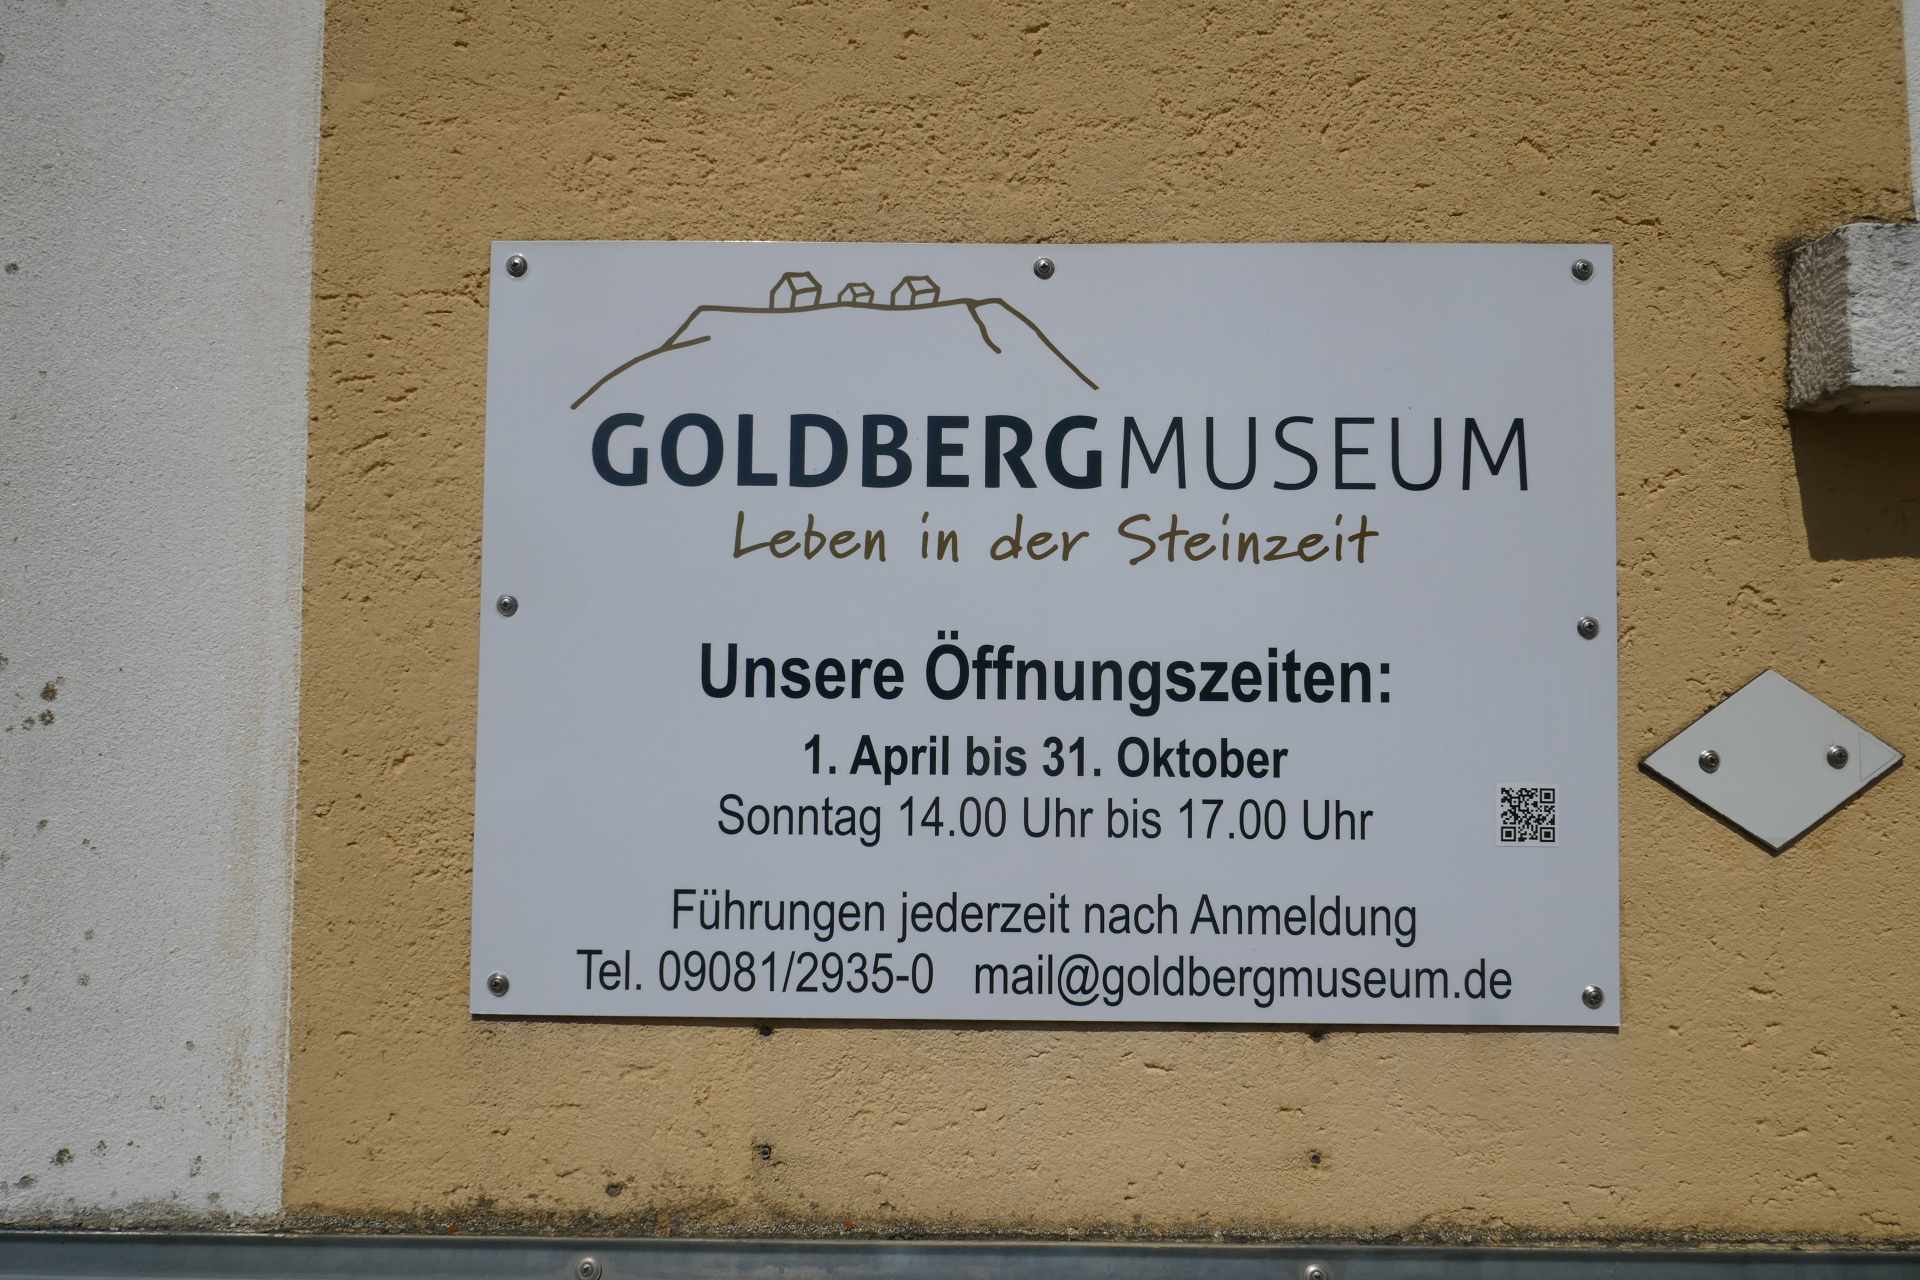 GOLDBERGMUSEUM
Leben in der Steinzeit
Unsere Öffnungszeiten:
1. April bis 31. Oktober
Sonntag 14.00 Uhr bis 17.00 Uhr
Führungen jederzeit nach Anmeldung
Tel. 09081/2935-0 mail@goldbergmuseum.de